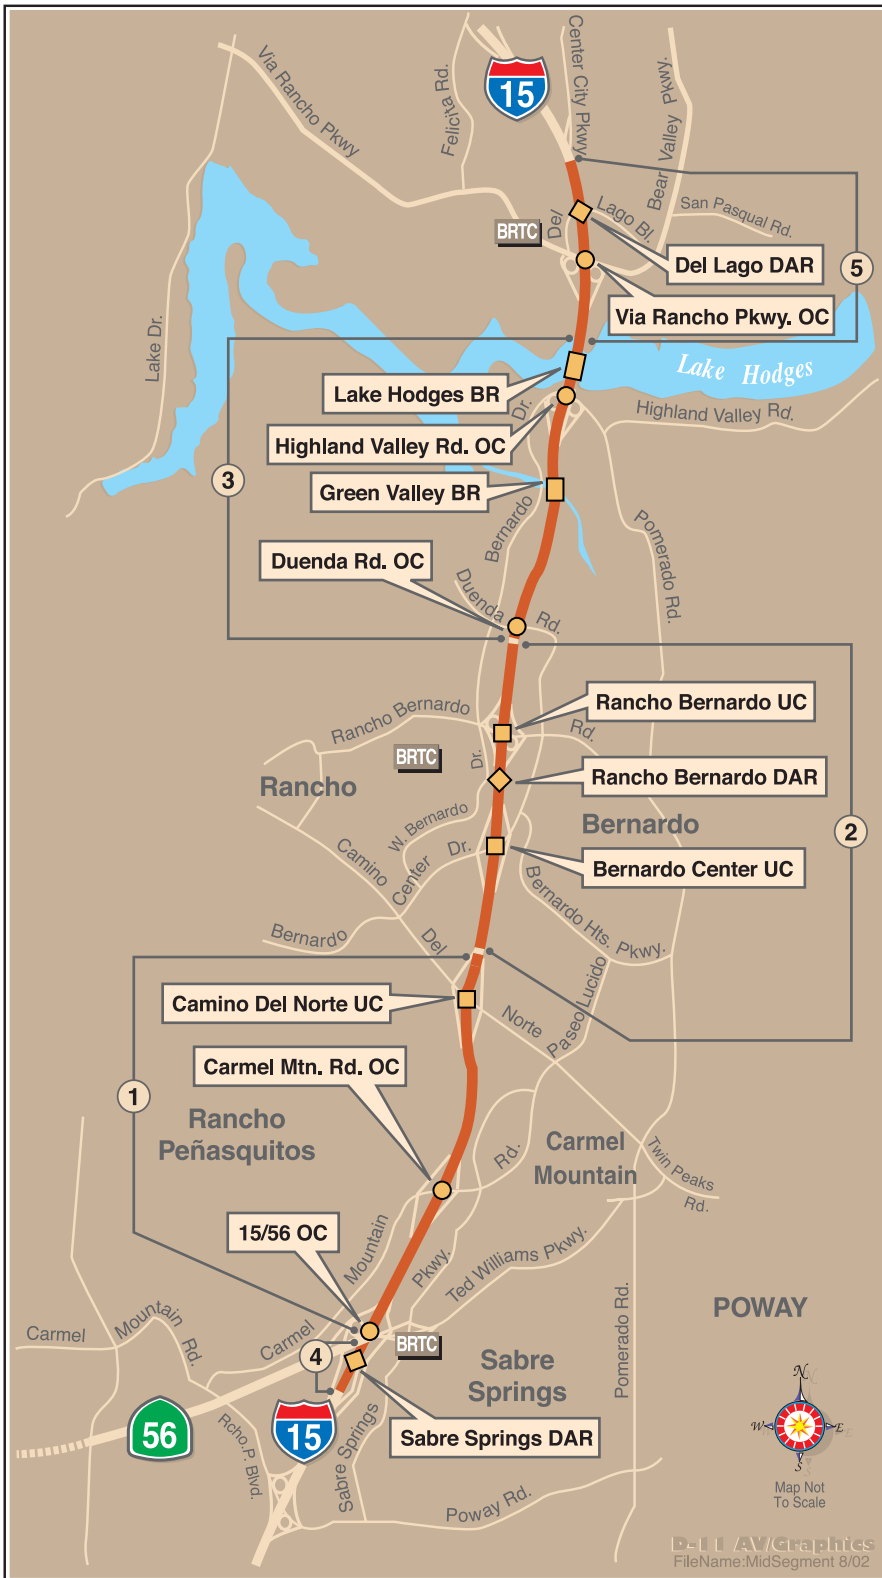 Via Rancho Pkwy
Felicita Rd.
15
Center City Pkwy
Bear Valley Pkwy.
Lago Bl.
Del
San Pasqual Rd.
BRTC
Del Lago DAR
5
Via Rancho Pkwy. OC
Lake Dr.
Lake Hodges
Lake Hodges BR
Dr.
Highland Valley Rd.
Highland Valley Rd. OC
3
Green Valley BR
Bernardo
Pomerado Rd.
Duenda Rd. OC
Duenda
Rd.
Rancho Bernardo UC
Rancho Bernardo
Rd.
BRTC
Dr.
Rancho
Rancho Bernardo DAR
W. Bernardo
Bernardo
2
Camino
Dr.
Center
Bernardo Center UC
Bernardo
Del
Bernardo Hts. Pkwy.
Camino Del Norte UC
Norte
Paseo Lucido
Carmel Mtn. Rd. OC
1
Rancho
Peñasquitos
Carmel
Mountain
Rd.
Twin Peaks
Rd.
15/56 OC
Mountain
Pkwy.
Ted Williams Pkwy.
POWAY
Carmel
Mountain
Rd.
Carmel
BRTC
4
Sabre
Springs
Pomerado Rd.
N
W
E
S
56
Rcho.P. Blvd.
15
Sabre Springs
Sabre Springs DAR
Map Not
To Scale
Poway Rd.
D-11 AV/Graphics
FileName:MidSegment 8/02